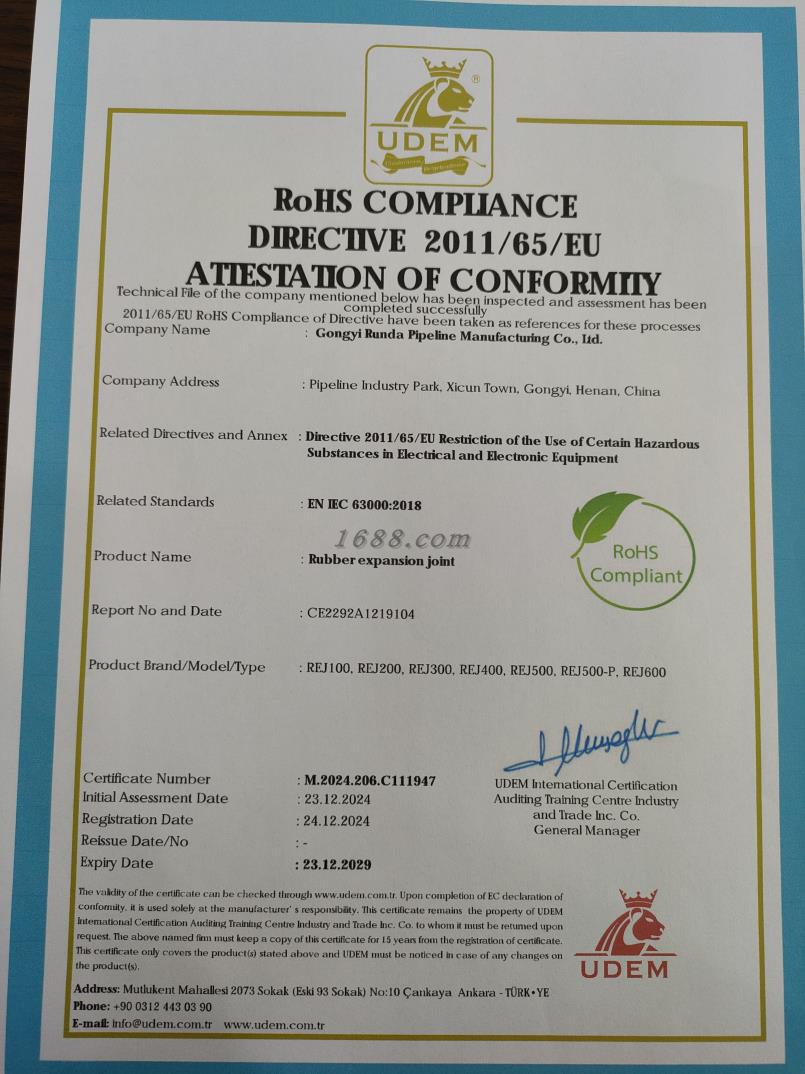 UDEM
®
RoHS COMPLIANCE
DIRECTIVE 2011/65/EU
ATTESTATION OF CONFORMITY
Technical File of the company mentioned below has been inspected and assessment has been
completed successfully
2011/65/EU RoHS Compliance of Directive have been taken as references for these processes
Company Name : Gongyi Runda Pipeline Manufacturing Co., Ltd.
Company Address : Pipeline Industry Park, Xicun Town, Gongyi, Henan, China
Related Directives and Annex : Directive 2011/65/EU Restriction of the Use of Certain Hazardous
Substances in Electrical and Electronic Equipment
Related Standards : EN IEC 63000:2018
1688.com
RoHS
Compliant
Product Name : Rubber expansion joint
Report No and Date : CE2292A1219104
Product Brand/Model/Type : REJ100, REJ200, REJ300, REJ400, REJ500, REJ500-P, REJ600
Certificate Number : M.2024.206.C111947
Initial Assessment Date : 23.12.2024
Registration Date : 24.12.2024
Reissue Date/No : -
Expiry Date : 23.12.2029
UDEM International Certification
Auditing Training Centre Industry
and Trade Inc. Co.
General Manager
The validity of the certificate can be checked through www.udem.com.tr. Upon completion of EC declaration of
conformity, it is used solely at the manufacturer' s responsibility. This certificate remains the property of UDEM
International Certification Auditing Training Centre Industry and Trade Inc. Co. to whom it must be returned upon
request. The above named firm must keep a copy of this certificate for 15 years from the registration of certificate.
This certificate only covers the product(s) stated above and UDEM must be noticed in case of any changes on
the product(s).
UDEM
Address: Mutlukent Mahallesi 2073 Sokak (Eski 93 Sokak) No:10 Çankaya Ankara - TÜRK•YE
Phone: +90 0312 443 03 90
E-mail: info@udem.com.tr www.udem.com.tr